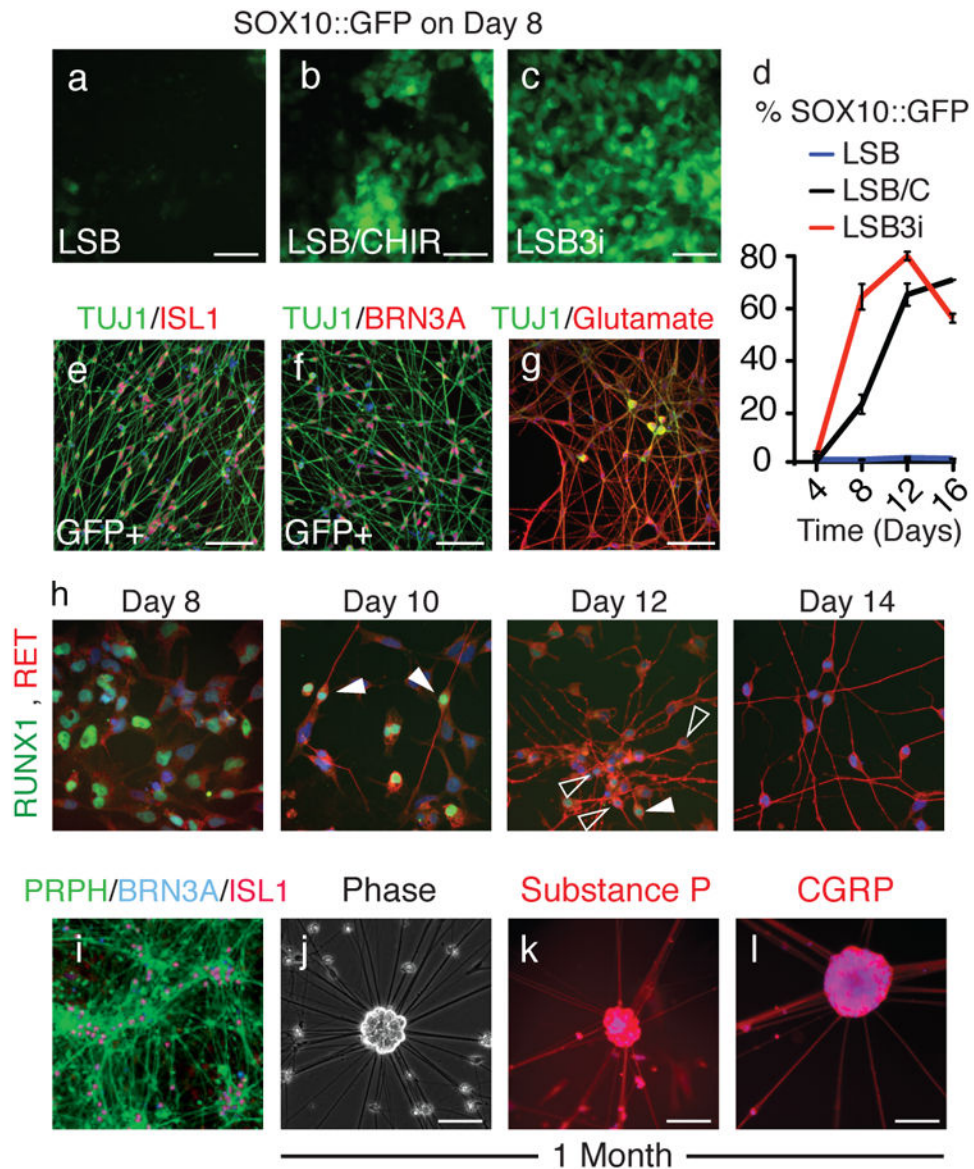 SOX10::GFP on Day 8
a
LSB
b
LSB/CHIR
c
LSB3i
d
% SOX10::GFP
LSB
LSB/C
LSB3i
80
60
40
20
0
4 8 12 16
Time (Days)
TUJ1/ISL1
e
GFP+
TUJ1/BRN3A
f
GFP+
TUJ1/Glutamate
g
h
RUNX1 , RET
Day 8
Day 10
Day 12
Day 14
PRPH/BRN3A/ISL1
i
Phase
j
Substance P
k
CGRP
l
1 Month